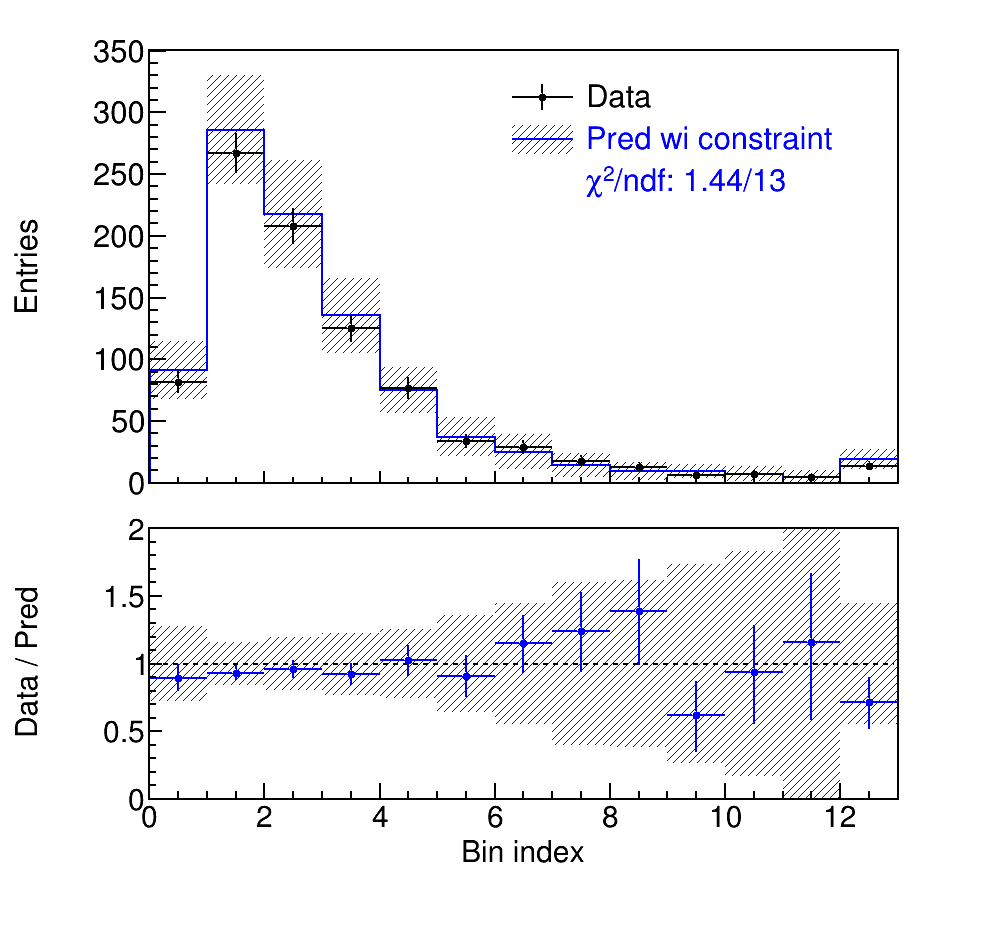 350
300
250
200
150
100
50
0
Entries
Data
Pred wi constraint
χ²/ndf: 1.44/13
2
1.5
1
0.5
0
Data / Pred
0 2 4 6 8 10 12
Bin index